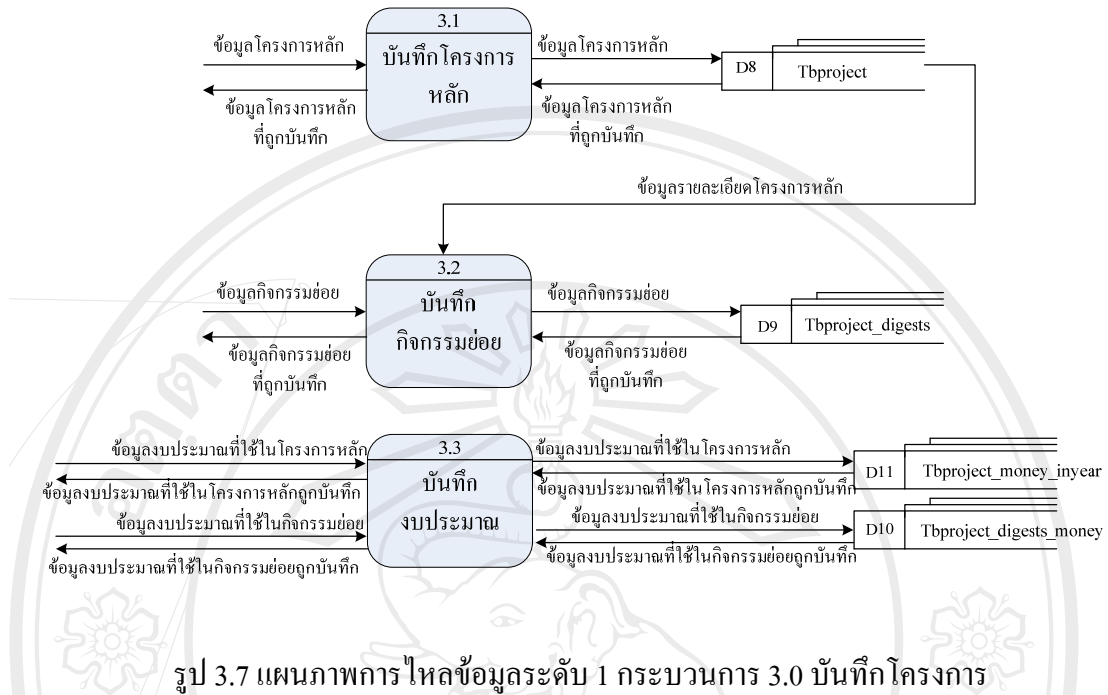 3.1
ข้อมูลโครงการหลัก
บันทึกโครงการ
หลัก
ข้อมูลโครงการหลัก
D8
Tbproject
ข้อมูลโครงการหลัก
ที่ถูกบันทึก
ข้อมูลโครงการหลัก
ที่ถูกบันทึก
ข้อมูลรายละเอียดโครงการหลัก
3.2
ข้อมูลกิจกรรมย่อย
บันทึก
กิจกรรมย่อย
ข้อมูลกิจกรรมย่อย
D9
Tbproject_digests
ข้อมูลกิจกรรมย่อย
ที่ถูกบันทึก
ข้อมูลกิจกรรมย่อย
ที่ถูกบันทึก
3.3
ข้อมูลงบประมาณที่ใช้ในโครงการหลัก
บันทึก
งบประมาณ
ข้อมูลงบประมาณที่ใช้ในโครงการหลัก
D11
Tbproject_money_inyear
ข้อมูลงบประมาณที่ใช้ในโครงการหลักถูกบันทึก
ข้อมูลงบประมาณที่ใช้ในโครงการหลักถูกบันทึก
ข้อมูลงบประมาณที่ใช้ในกิจกรรมย่อย
ข้อมูลงบประมาณที่ใช้ในกิจกรรมย่อย
D10
Tbproject_digests_money
ข้อมูลงบประมาณที่ใช้ในกิจกรรมย่อยถูกบันทึก
ข้อมูลงบประมาณที่ใช้ในกิจกรรมย่อยถูกบันทึก
รูป 3.7 แผนภาพการไหลข้อมูลระดับ 1 กระบวนการ 3.0 บันทึกโครงการ